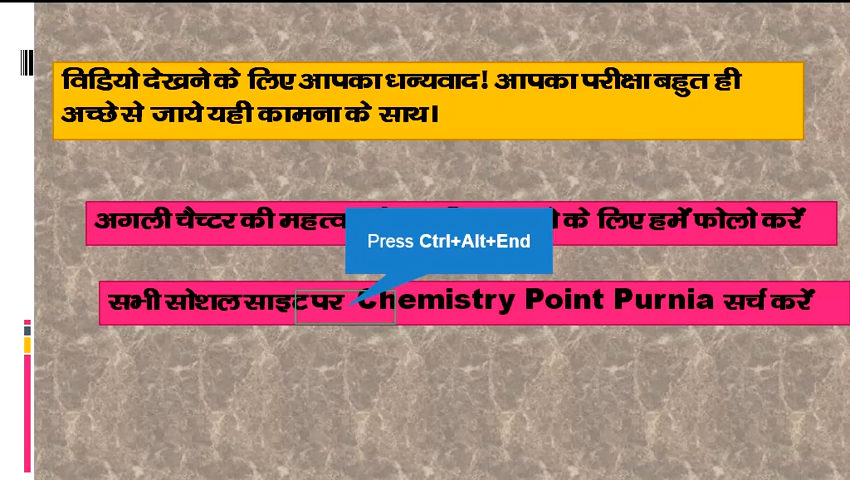 विडियो देखने के लिए आपका धन्यवाद! आपका परीक्षा बहुत ही
अच्छे से जाये यही कामना के साथ।
अगली चैप्टर की के लिए हमें फोलो करें
Press Ctrl+Alt+End
सभी सोशल साइट पर Chemistry Point Purnia सर्च करें